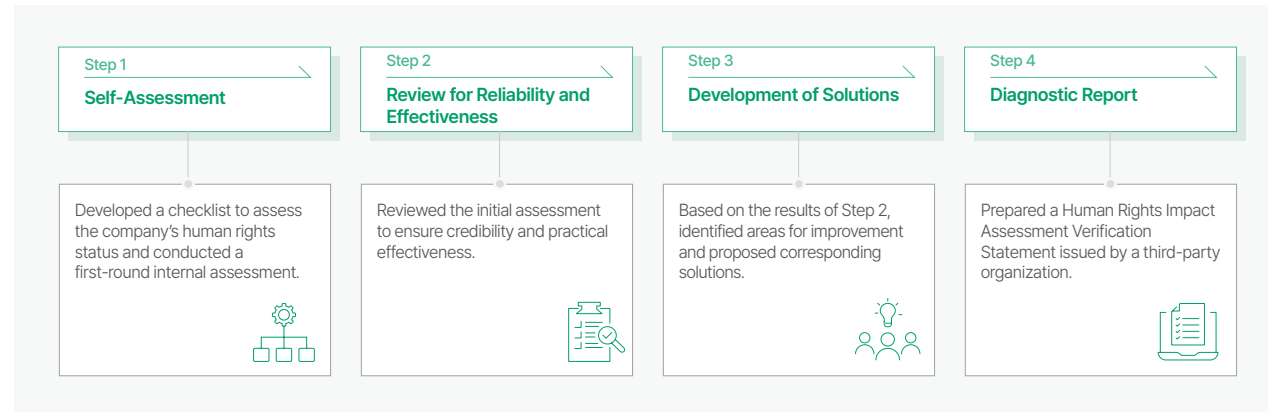 Step 1
Self-Assessment
Developed a checklist to assess
the company's human rights
status and conducted a
first-round internal assessment.
Step 2
Review for Reliability and
Effectiveness
Reviewed the initial assessment
to ensure credibility and practical
effectiveness.
Step 3
Development of Solutions
Based on the results of Step 2,
identified areas for improvement
and proposed corresponding
solutions.
Step 4
Diagnostic Report
Prepared a Human Rights Impact
Assessment Verification
Statement issued by a third-party
organization.